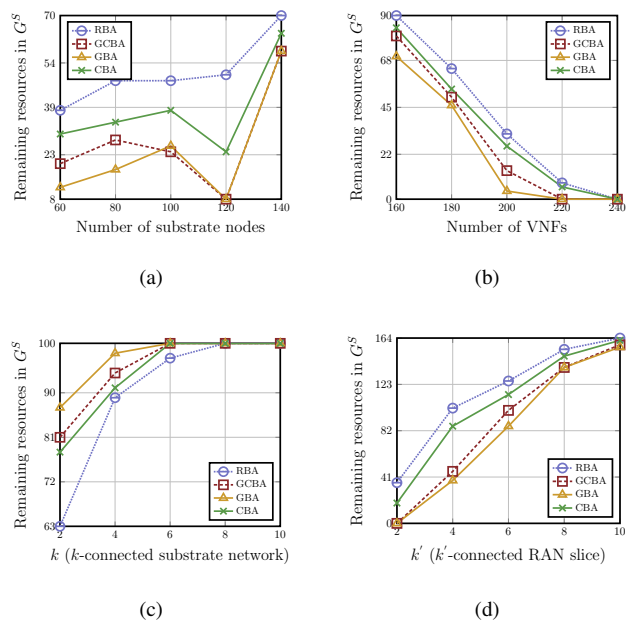 Remaining resources in G^S
70
54
39
23
8
60
80
100
120
140
Number of substrate nodes
RBA
GCBA
GBA
CBA
(a)
Remaining resources in G^S
90
68
45
22
0
160
180
200
220
240
Number of VNFs
RBA
GCBA
GBA
CBA
(b)
Remaining resources in G^S
100
90
81
72
63
2
4
6
8
10
k (k-connected substrate network)
RBA
GCBA
GBA
CBA
(c)
Remaining resources in G^S
164
123
82
41
0
2
4
6
8
10
k′ (k′-connected RAN slice)
RBA
GCBA
GBA
CBA
(d)